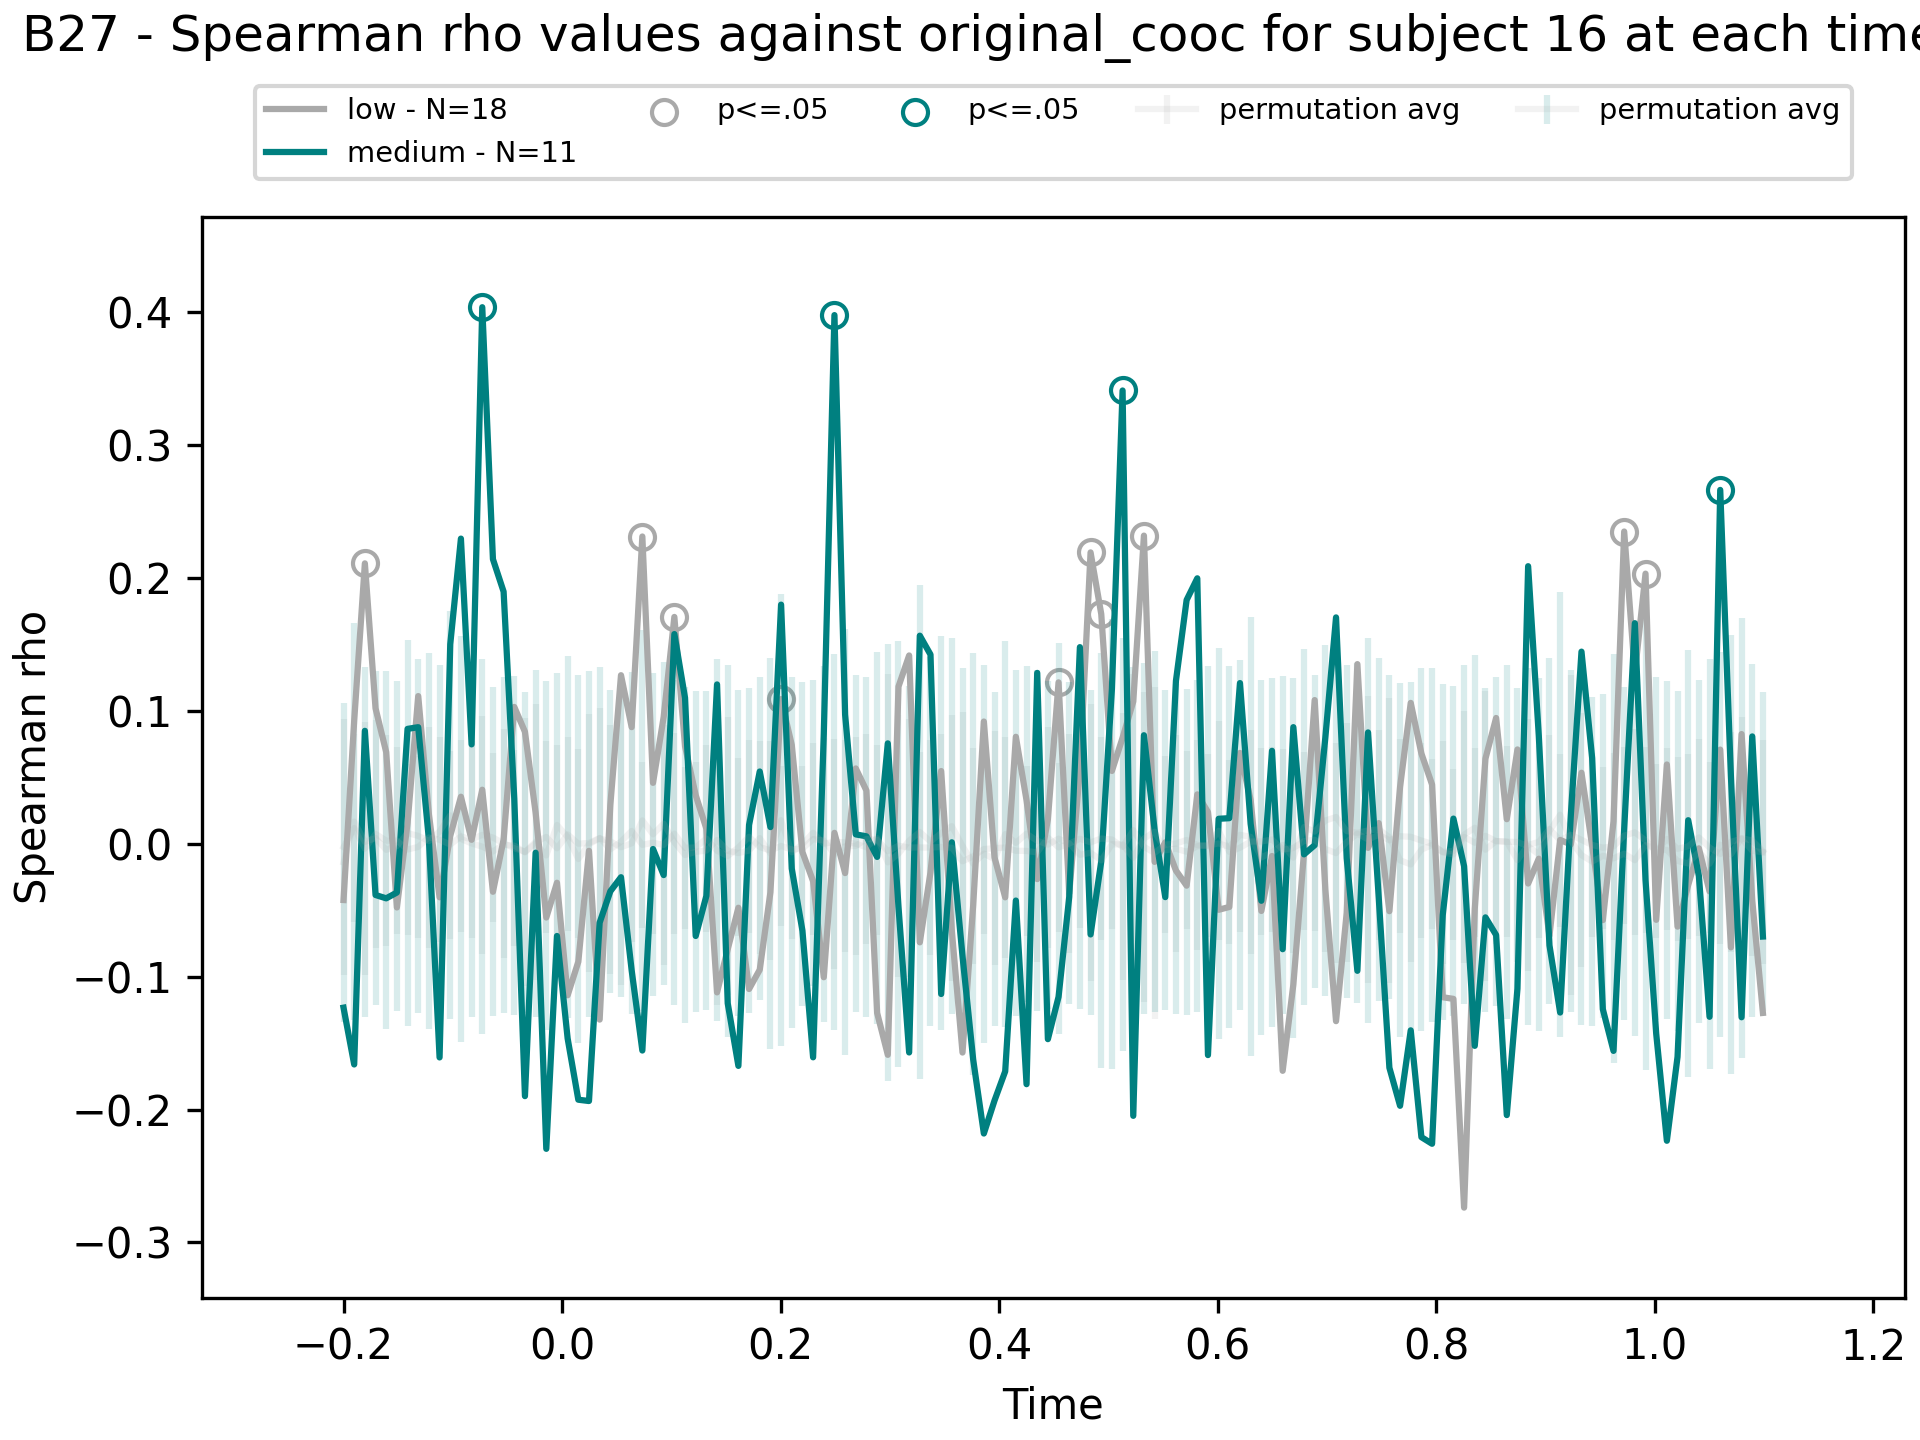 B27 - Spearman rho values against original_cooc for subject 16 at each time
low - N=18
medium - N=11
p<=.05
p<=.05
permutation avg
permutation avg
Spearman rho
0.4
0.3
0.2
0.1
0.0
−0.1
−0.2
−0.3
−0.2 0.0 0.2 0.4 0.6 0.8 1.0 1.2
Time